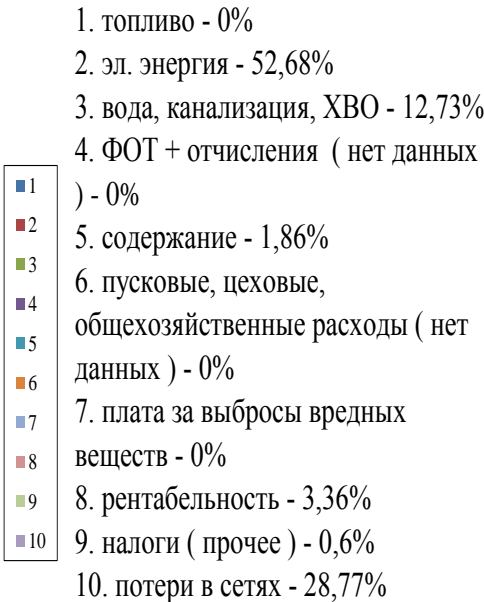 1. топливо - 0%
2. эл. энергия - 52,68%
3. вода, канализация, ХВО - 12,73%
4. ФОТ + отчисления ( нет данных
) - 0%
5. содержание - 1,86%
6. пусковые, цеховые,
общехозяйственные расходы ( нет
данных ) - 0%
7. плата за выбросы вредных
веществ - 0%
8. рентабельность - 3,36%
9. налоги ( прочее ) - 0,6%
10. потери в сетях - 28,77%
1
2
3
4
5
6
7
8
9
10